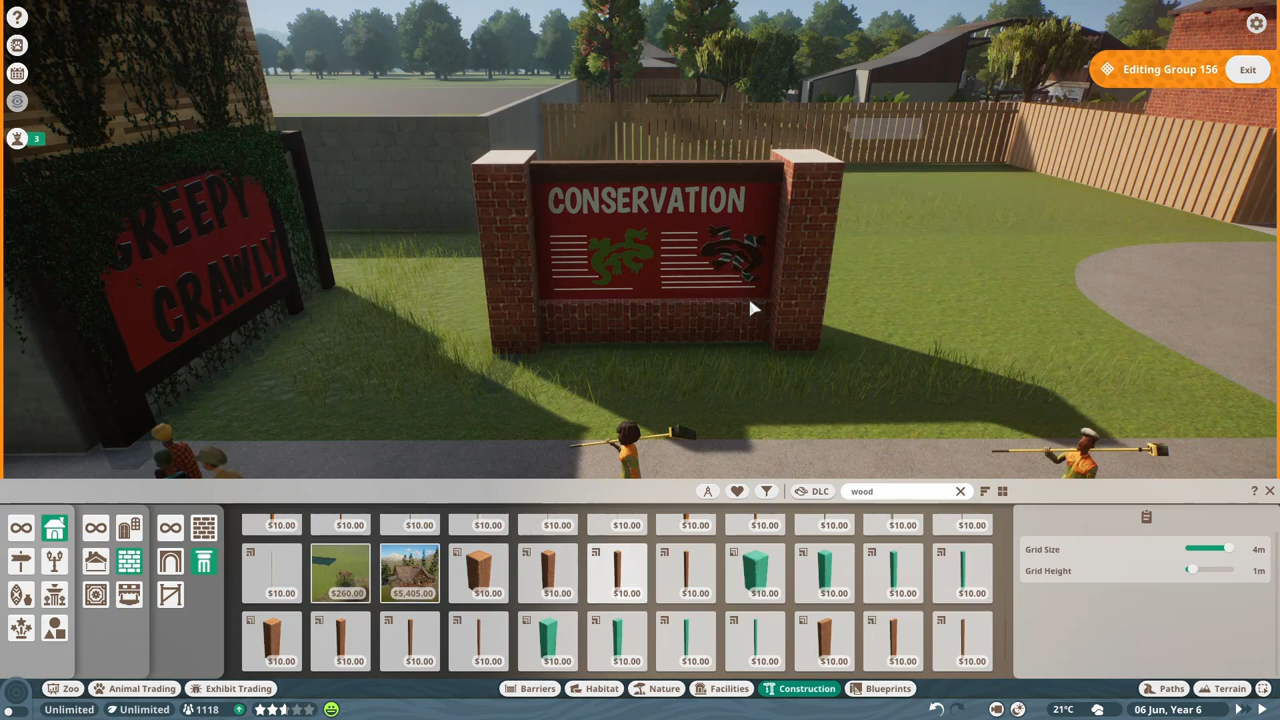 Editing Group 156
Exit
3
CREEPY
CRAWLY
CONSERVATION
DLC
wood
?
$10.00 $10.00 $10.00 $10.00 $10.00 $10.00 $10.00 $10.00 $10.00 $10.00 $10.00
$10.00 $260.00 $5,405.00 $10.00 $10.00 $10.00 $10.00 $10.00 $10.00 $10.00 $10.00
$10.00 $10.00 $10.00 $10.00 $10.00 $10.00 $10.00 $10.00 $10.00 $10.00 $10.00
Grid Size 4m
Grid Height 1m
Zoo Animal Trading Exhibit Trading Barriers Habitat Nature Facilities Construction Blueprints Paths Terrain
Unlimited Unlimited 1118 21°C 06 Jun, Year 6